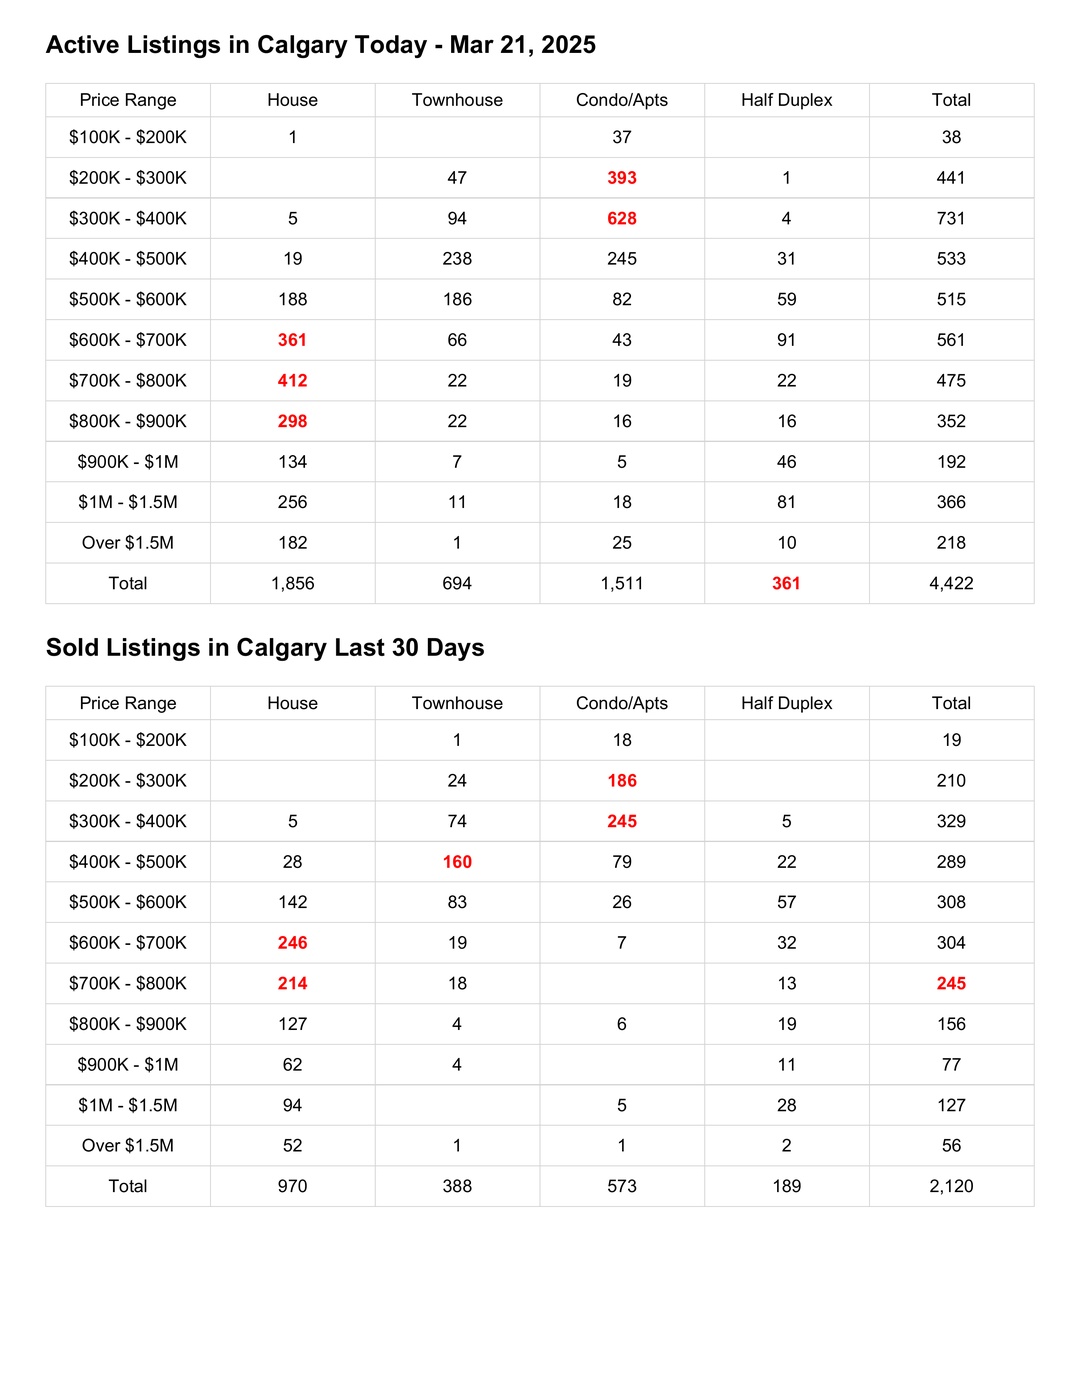 Active Listings in Calgary Today - Mar 21, 2025
Price Range House Townhouse Condo/Apts Half Duplex Total
$100K - $200K 1 37 38
$200K - $300K 47 393 1 441
$300K - $400K 5 94 628 4 731
$400K - $500K 19 238 245 31 533
$500K - $600K 188 186 82 59 515
$600K - $700K 361 66 43 91 561
$700K - $800K 412 22 19 22 475
$800K - $900K 298 22 16 16 352
$900K - $1M 134 7 5 46 192
$1M - $1.5M 256 11 18 81 366
Over $1.5M 182 1 25 10 218
Total 1,856 694 1,511 361 4,422
Sold Listings in Calgary Last 30 Days
Price Range House Townhouse Condo/Apts Half Duplex Total
$100K - $200K 1 18 19
$200K - $300K 24 186 210
$300K - $400K 5 74 245 5 329
$400K - $500K 28 160 79 22 289
$500K - $600K 142 83 26 57 308
$600K - $700K 246 19 7 32 304
$700K - $800K 214 18 13 245
$800K - $900K 127 4 6 19 156
$900K - $1M 62 4 11 77
$1M - $1.5M 94 5 28 127
Over $1.5M 52 1 1 2 56
Total 970 388 573 189 2,120